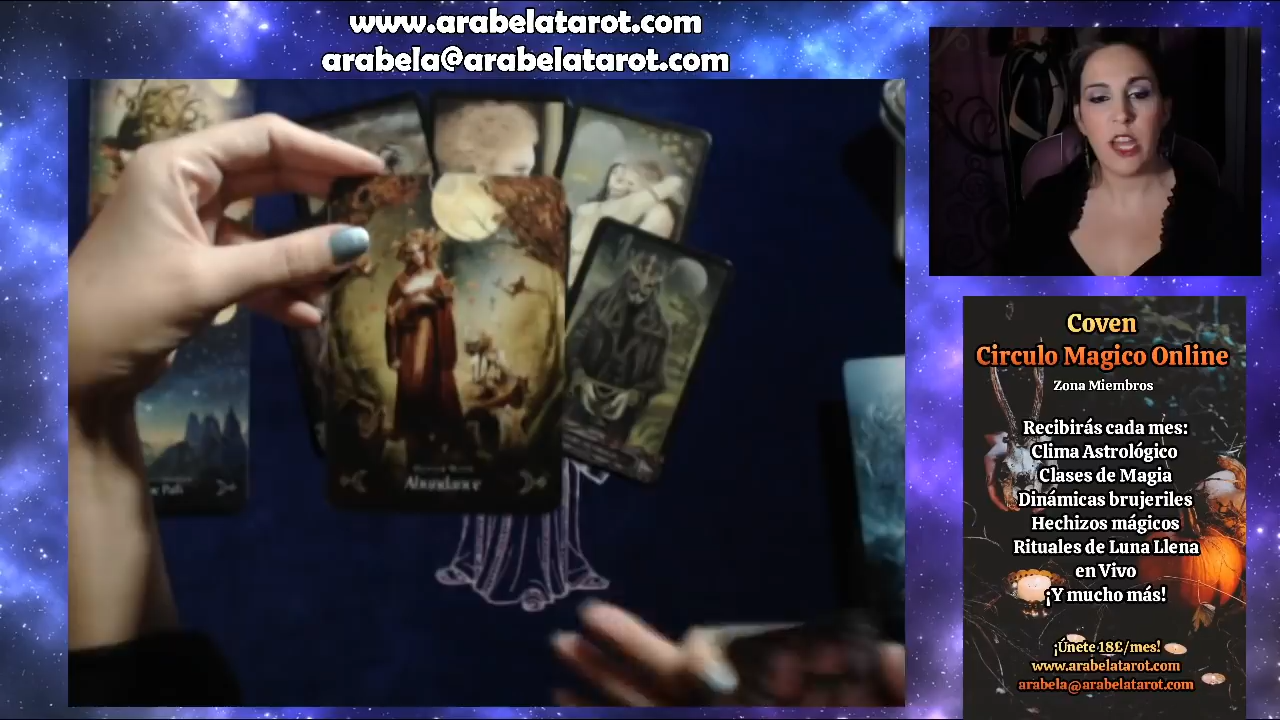 www.arabelatarot.com
arabela@arabelatarot.com
Abundance
Coven
Circulo Magico Online
Zona Miembros
Recibirás cada mes:
Clima Astrológico
Clases de Magia
Dinámicas brujeriles
Hechizos mágicos
Rituales de Luna Llena
en Vivo
¡Y mucho más!
¡Únete 18£/mes!
www.arabelatarot.com
arabela@arabelatarot.com